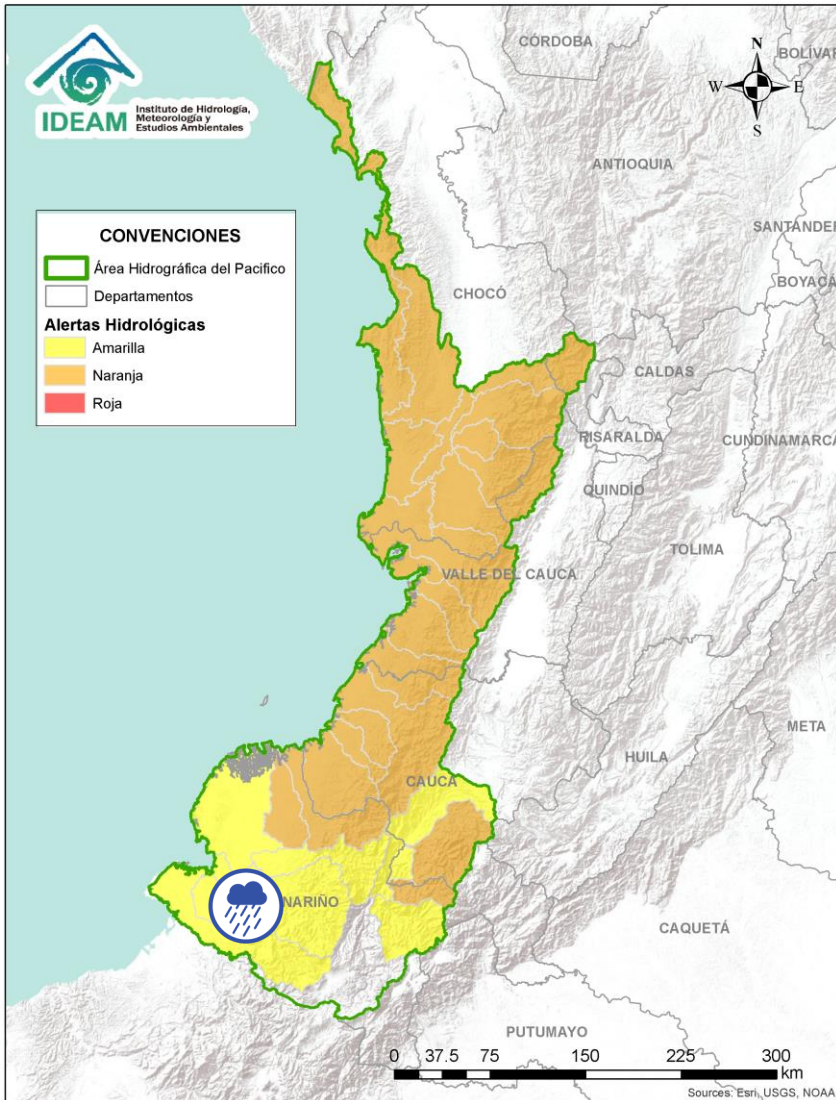 IDEAM
Instituto de Hidrología,
Meteorología y
Estudios Ambientales
CÓRDOBA
BOLÍVAR
N
W
E
S
ANTIOQUIA
SANTANDER
BOYACÁ
CONVENCIONES
Área Hidrográfica del Pacifico
Departamentos
Alertas Hidrológicas
Amarilla
Naranja
Roja
CHOCÓ
CALDAS
RISARALDA
CUNDINAMARCA
QUINDÍO
TOLIMA
VALLE DEL CAUCA
META
HUILA
CAUCA
NARIÑO
CAQUETÁ
PUTUMAYO
0 37.5 75 150 225 300
km
Sources: Esri, USGS, NOAA